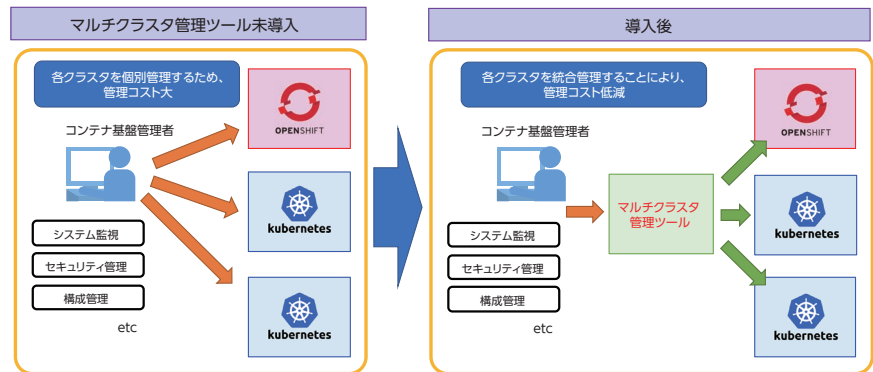 マルチクラスタ管理ツール未導入
各クラスタを個別管理するため、
管理コスト大
コンテナ基盤管理者
システム監視
セキュリティ管理
構成管理
etc
OPENSHIFT
kubernetes
kubernetes
導入後
各クラスタを統合管理することにより、
管理コスト低減
コンテナ基盤管理者
システム監視
セキュリティ管理
構成管理
etc
マルチクラスタ
管理ツール
OPENSHIFT
kubernetes
kubernetes